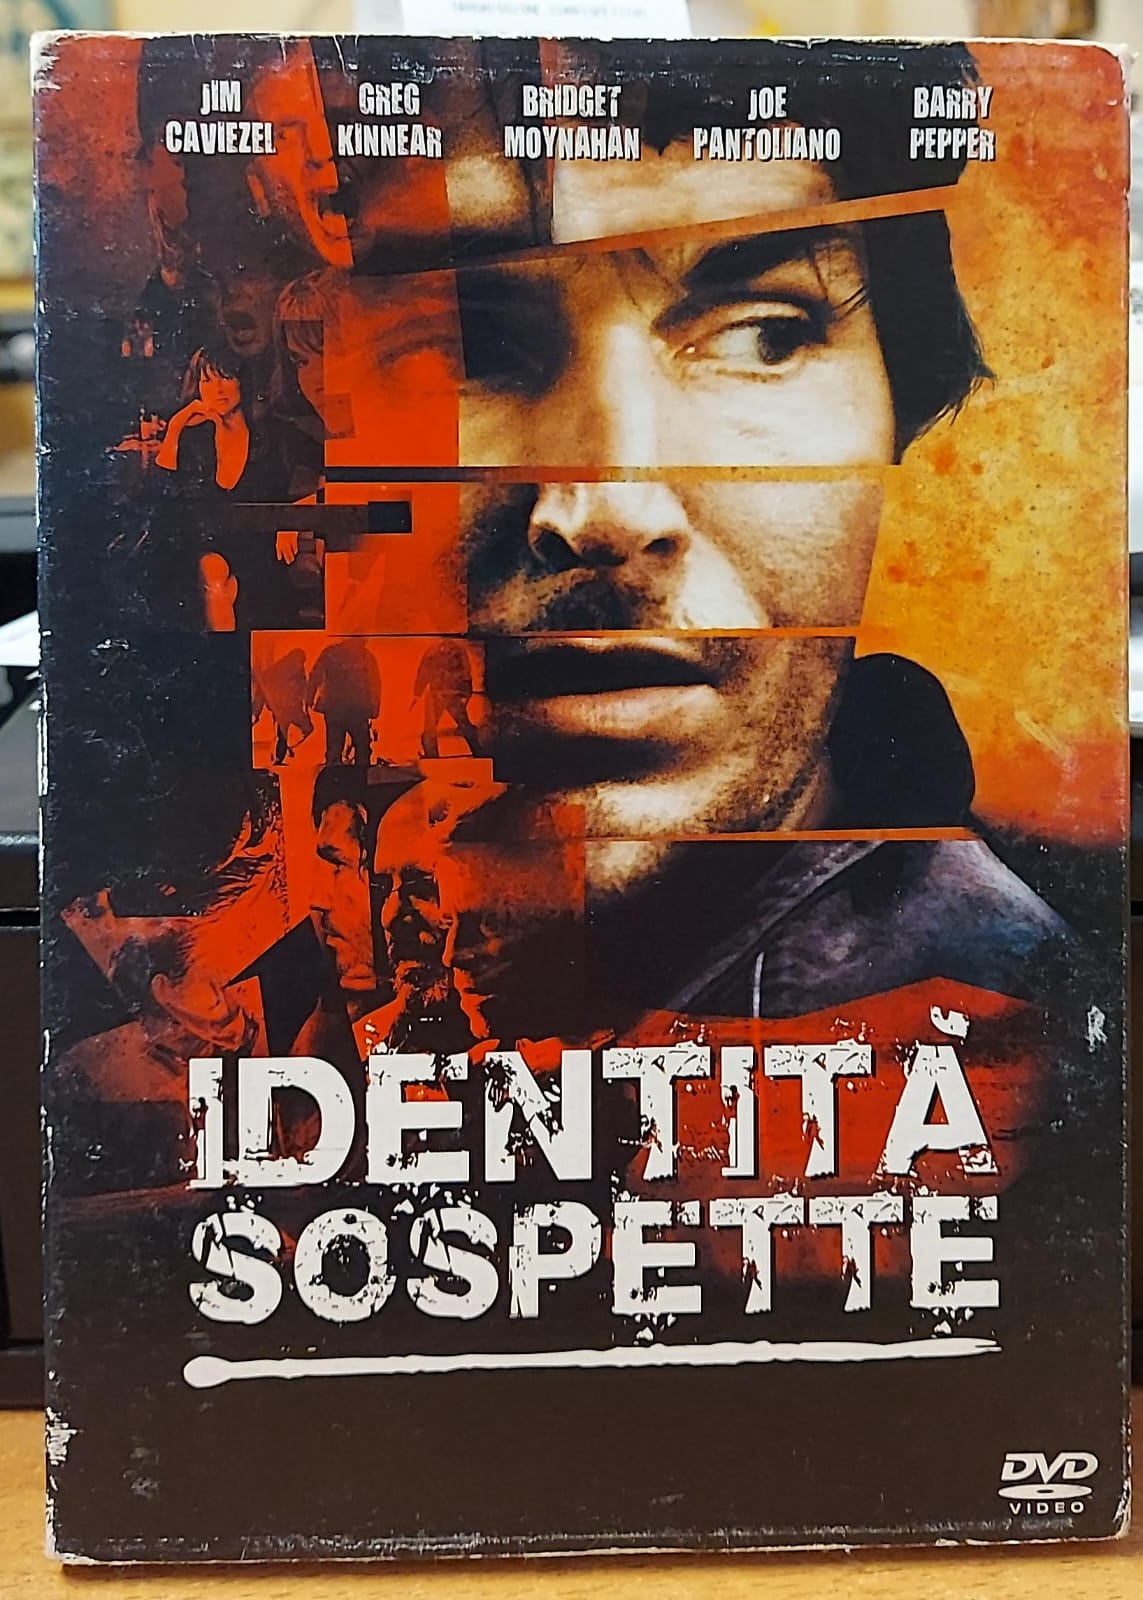 JIM CAVIEZEL
GREG KINNEAR
BRIDGET MOYNAHAN
JOE PANTOLIANO
BARRY PEPPER
IDENTITÀ
SOSPETTE
DVD
VIDEO